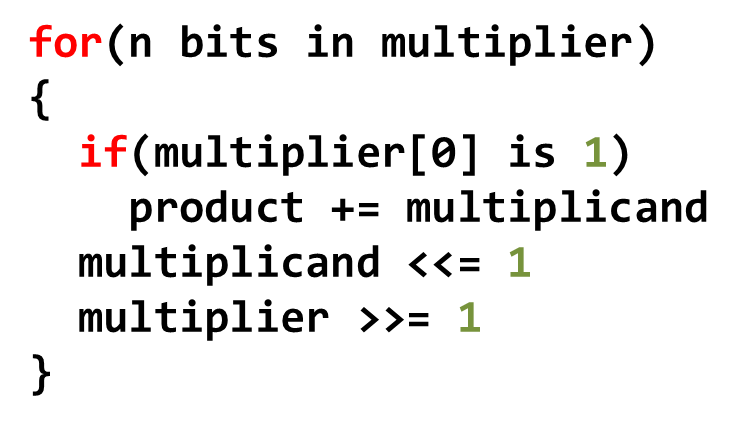 for(n bits in multiplier)
{
  if(multiplier[0] is 1)
    product += multiplicand
  multiplicand <<= 1
  multiplier >>= 1
}